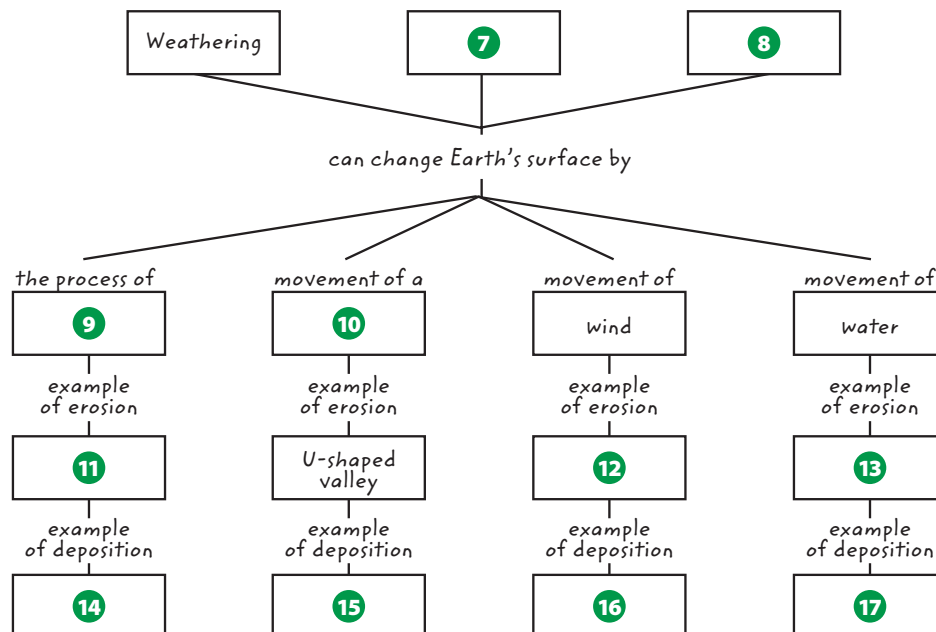 Weathering
7
8
can change Earth's surface by
the process of
movement of a
movement of
movement of
9
10
wind
water
example
of erosion
example
of erosion
example
of erosion
example
of erosion
11
U-shaped
valley
12
13
example
of deposition
example
of deposition
example
of deposition
example
of deposition
14
15
16
17